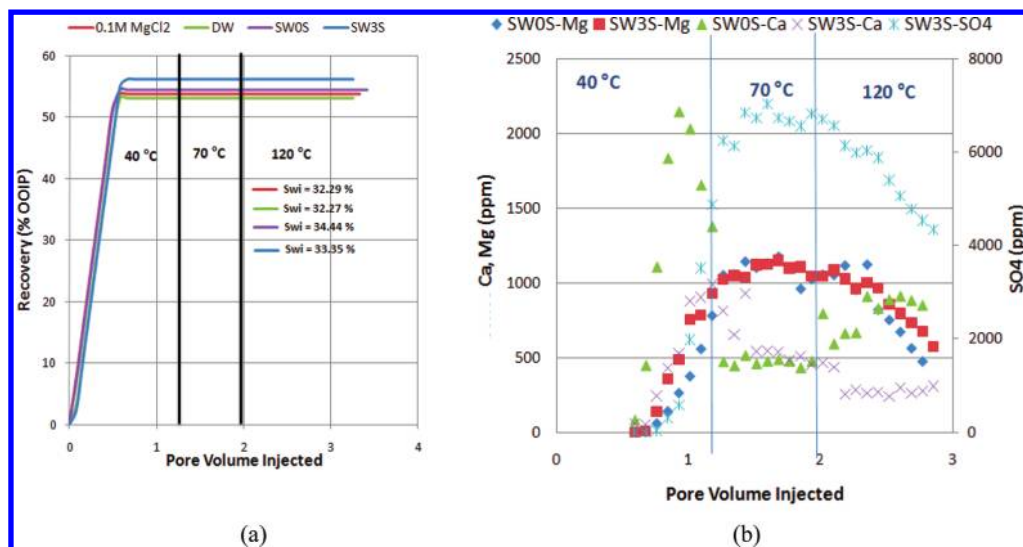 0.1M MgCl2 DW SW0S SW3S
Recovery (% OOIP)
60
50
40
30
20
10
0
40 °C 70 °C 120 °C
Swi = 32.29 %
Swi = 32.27 %
Swi = 34.44 %
Swi = 33.35 %
0 1 2 3 4
Pore Volume Injected
(a)
SW0S-Mg SW3S-Mg SW0S-Ca SW3S-Ca SW3S-SO4
Ca, Mg (ppm)
2500
2000
1500
1000
500
0
40 °C 70 °C 120 °C
8000
6000
4000
2000
0
SO4 (ppm)
0 1 2 3
Pore Volume Injected
(b)